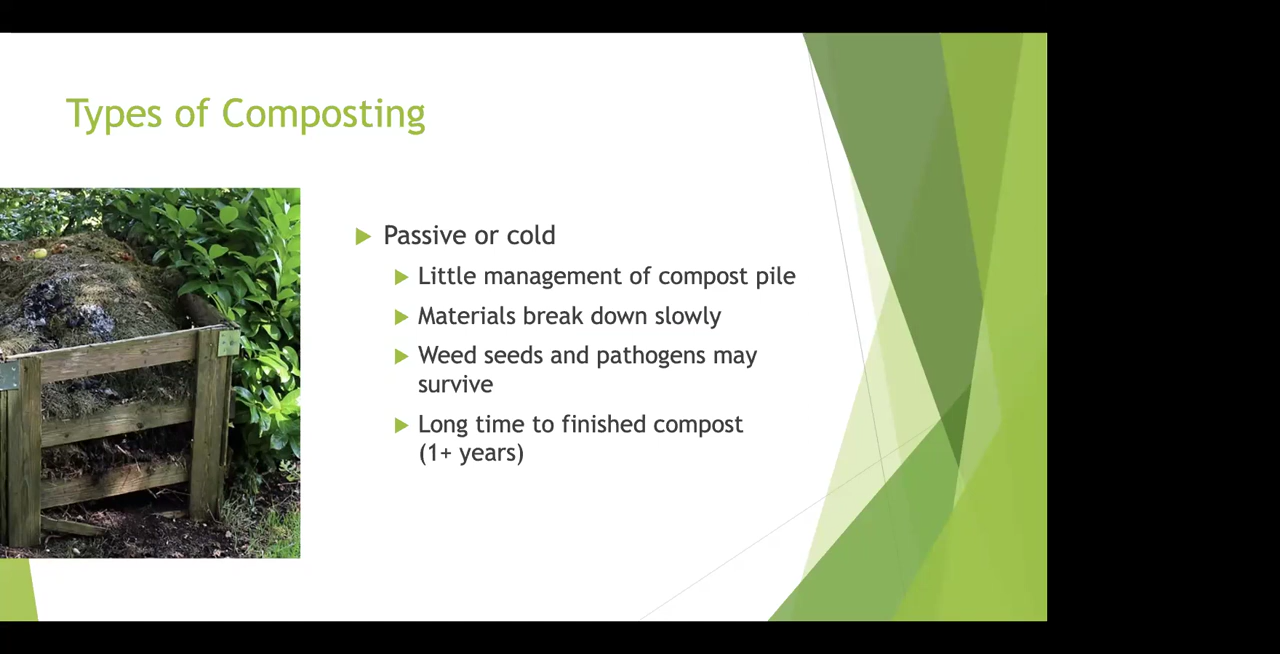 Types of Composting
Passive or cold
Little management of compost pile
Materials break down slowly
Weed seeds and pathogens may
survive
Long time to finished compost
(1+ years)